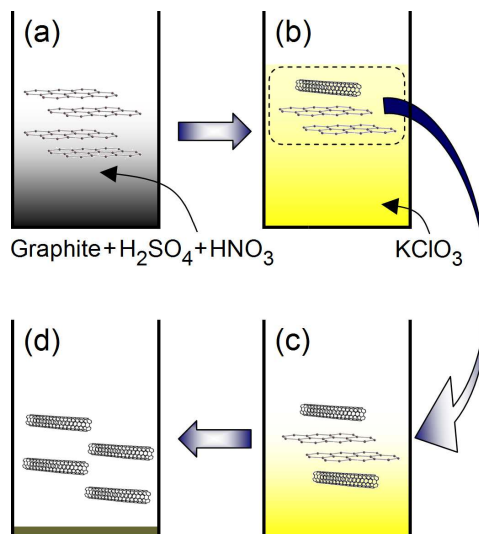 (a)
(b)
Graphite+H₂SO₄+HNO₃
KClO₃
(d)
(c)